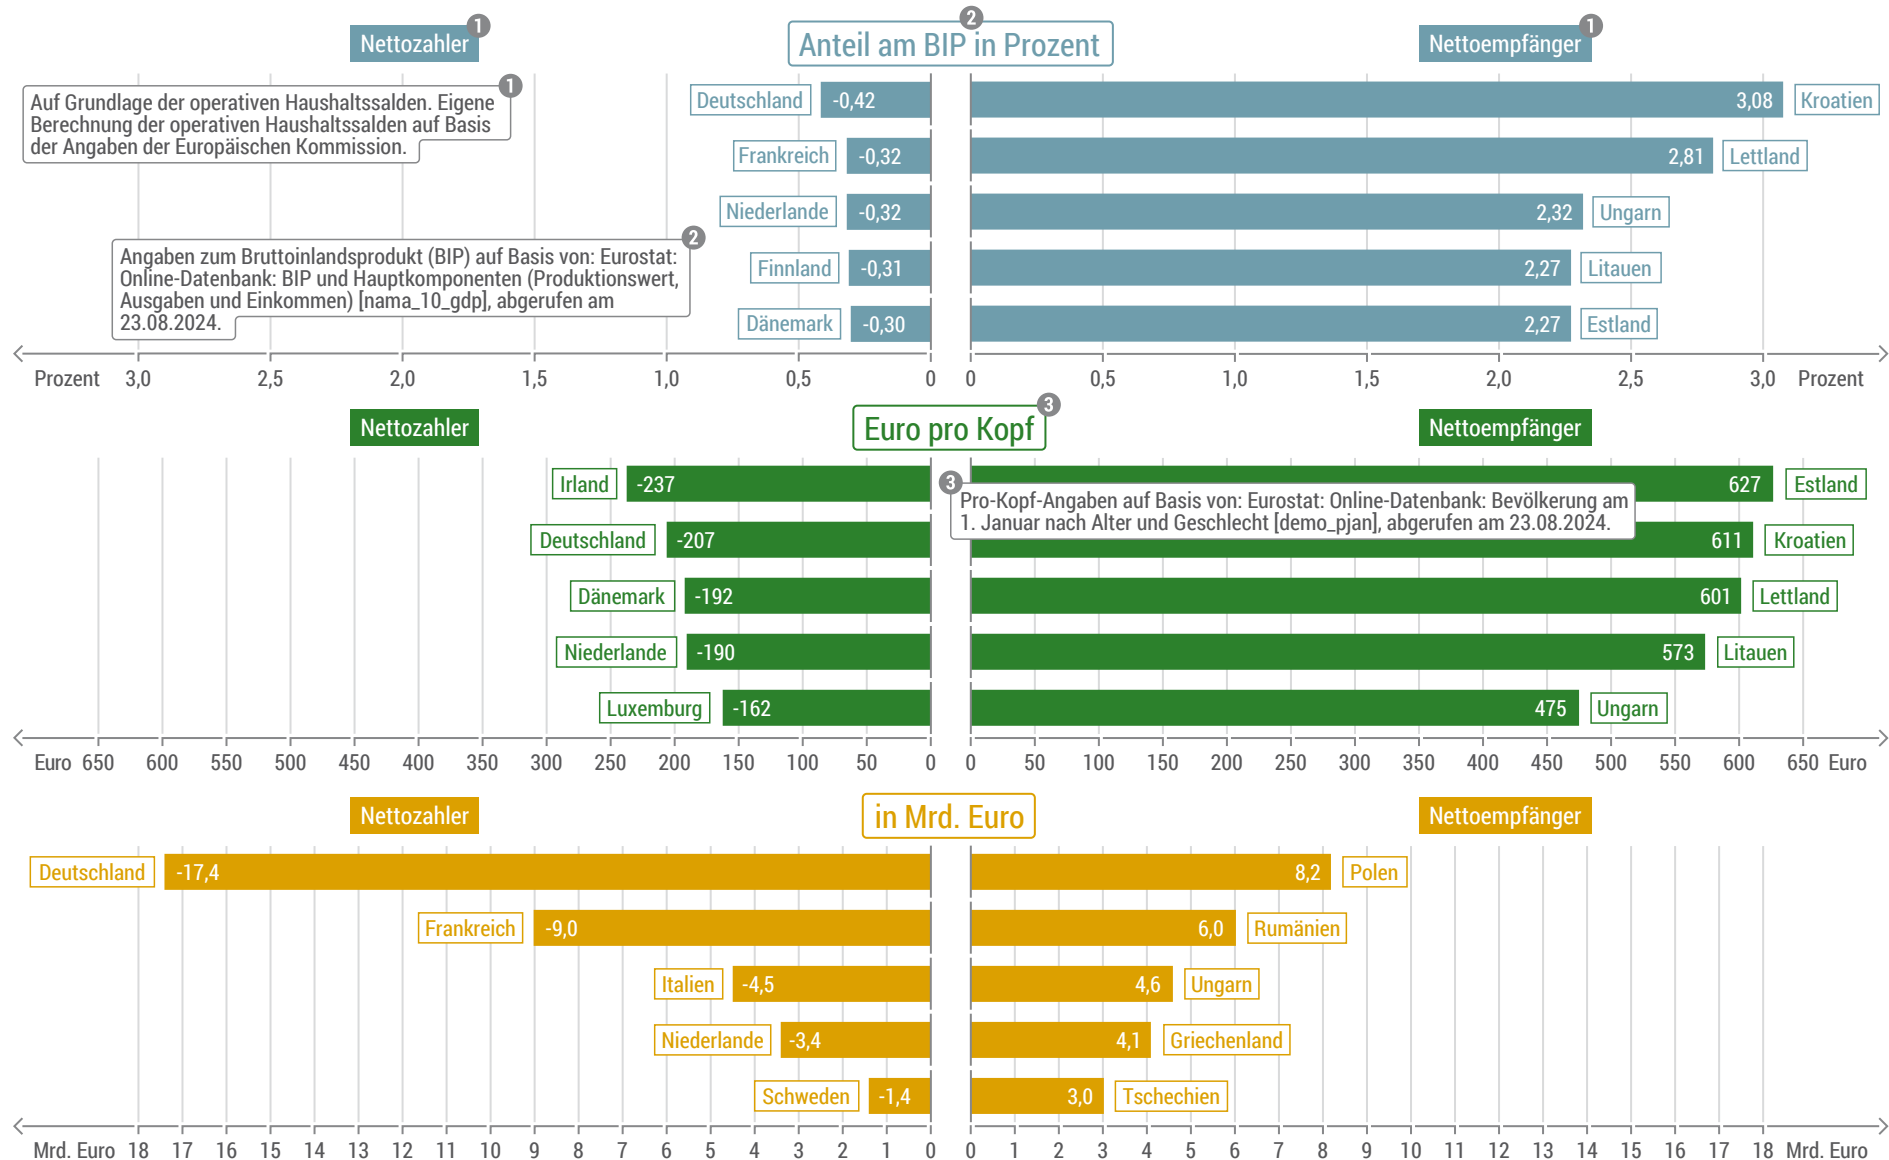 Nettozahler 1
Anteil am BIP in Prozent 2
Nettoempfänger 1
Auf Grundlage der operativen Haushaltssalden. Eigene 1
Berechnung der operativen Haushaltssalden auf Basis
der Angaben der Europäischen Kommission.
Angaben zum Bruttoinlandsprodukt (BIP) auf Basis von: Eurostat: 2
Online-Datenbank: BIP und Hauptkomponenten (Produktionswert,
Ausgaben und Einkommen) [nama_10_gdp], abgerufen am
23.08.2024.
Deutschland -0,42 3,08 Kroatien
Frankreich -0,32 2,81 Lettland
Niederlande -0,32 2,32 Ungarn
Finnland -0,31 2,27 Litauen
Dänemark -0,30 2,27 Estland
Prozent 3,0 2,5 2,0 1,5 1,0 0,5 0 0 0,5 1,0 1,5 2,0 2,5 3,0 Prozent
Nettozahler
Euro pro Kopf 3
Nettoempfänger
Irland -237 627 Estland
3 Pro-Kopf-Angaben auf Basis von: Eurostat: Online-Datenbank: Bevölkerung am
1. Januar nach Alter und Geschlecht [demo_pjan], abgerufen am 23.08.2024.
Deutschland -207 611 Kroatien
Dänemark -192 601 Lettland
Niederlande -190 573 Litauen
Luxemburg -162 475 Ungarn
Euro 650 600 550 500 450 400 350 300 250 200 150 100 50 0 0 50 100 150 200 250 300 350 400 450 500 550 600 650 Euro
Nettozahler
in Mrd. Euro
Nettoempfänger
Deutschland -17,4 8,2 Polen
Frankreich -9,0 6,0 Rumänien
Italien -4,5 4,6 Ungarn
Niederlande -3,4 4,1 Griechenland
Schweden -1,4 3,0 Tschechien
Mrd. Euro 18 17 16 15 14 13 12 11 10 9 8 7 6 5 4 3 2 1 0 0 1 2 3 4 5 6 7 8 9 10 11 12 13 14 15 16 17 18 Mrd. Euro